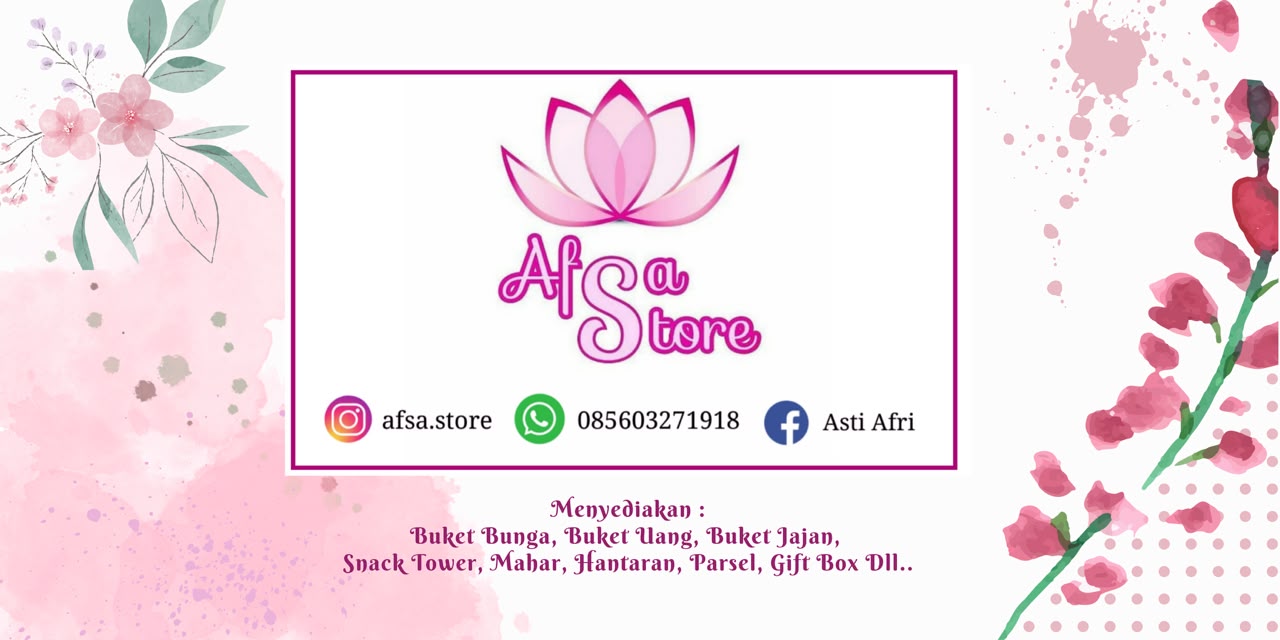 Afsa
Store
afsa.store 085603271918 Asti Afri
Menyediakan :
Buket Bunga, Buket Uang, Buket Jajan,
Snack Tower, Mahar, Hantaran, Parsel, Gift Box Dll..